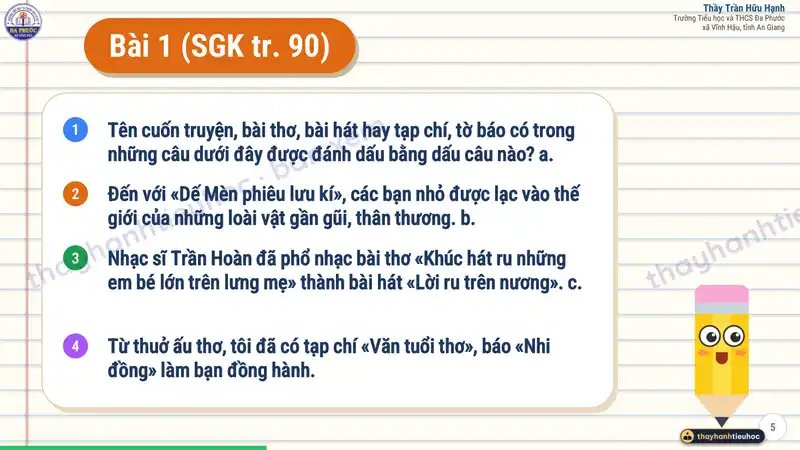 Thầy Trần Hữu Hạnh
Trường Tiểu học và THCS Đa Phước
xã Vĩnh Hậu, tỉnh An Giang
ĐA PHƯỚC
Bài 1 (SGK tr. 90)
1
Tên cuốn truyện, bài thơ, bài hát hay tạp chí, tờ báo có trong
những câu dưới đây được đánh dấu bằng dấu câu nào? a.
2
Đến với «Dế Mèn phiêu lưu kí», các bạn nhỏ được lạc vào thế
giới của những loài vật gần gũi, thân thương. b.
3
Nhạc sĩ Trần Hoàn đã phổ nhạc bài thơ «Khúc hát ru những
em bé lớn trên lưng mẹ» thành bài hát «Lời ru trên nương». c.
4
Từ thuở ấu thơ, tôi đã có tạp chí «Văn tuổi thơ», báo «Nhi
đồng» làm bạn đồng hành.
thayhanhtieuhoc · bản xem
thayhanhtie
thayhanhtieuhoc
5